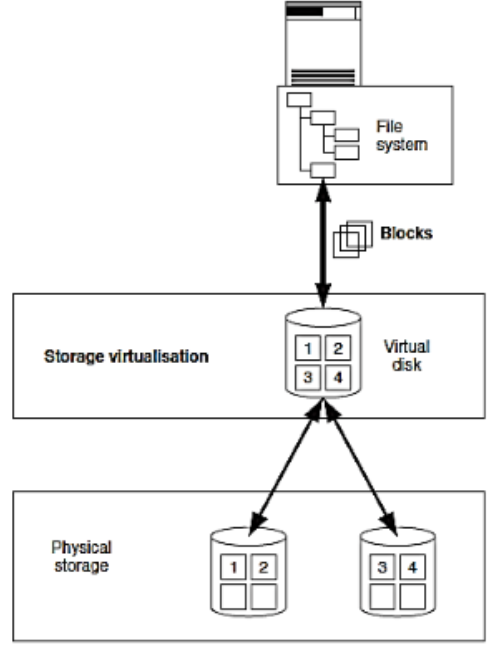 File
system
Blocks
Storage virtualisation
Virtual
disk
1 2
3 4
Physical
storage
1 2
3 4